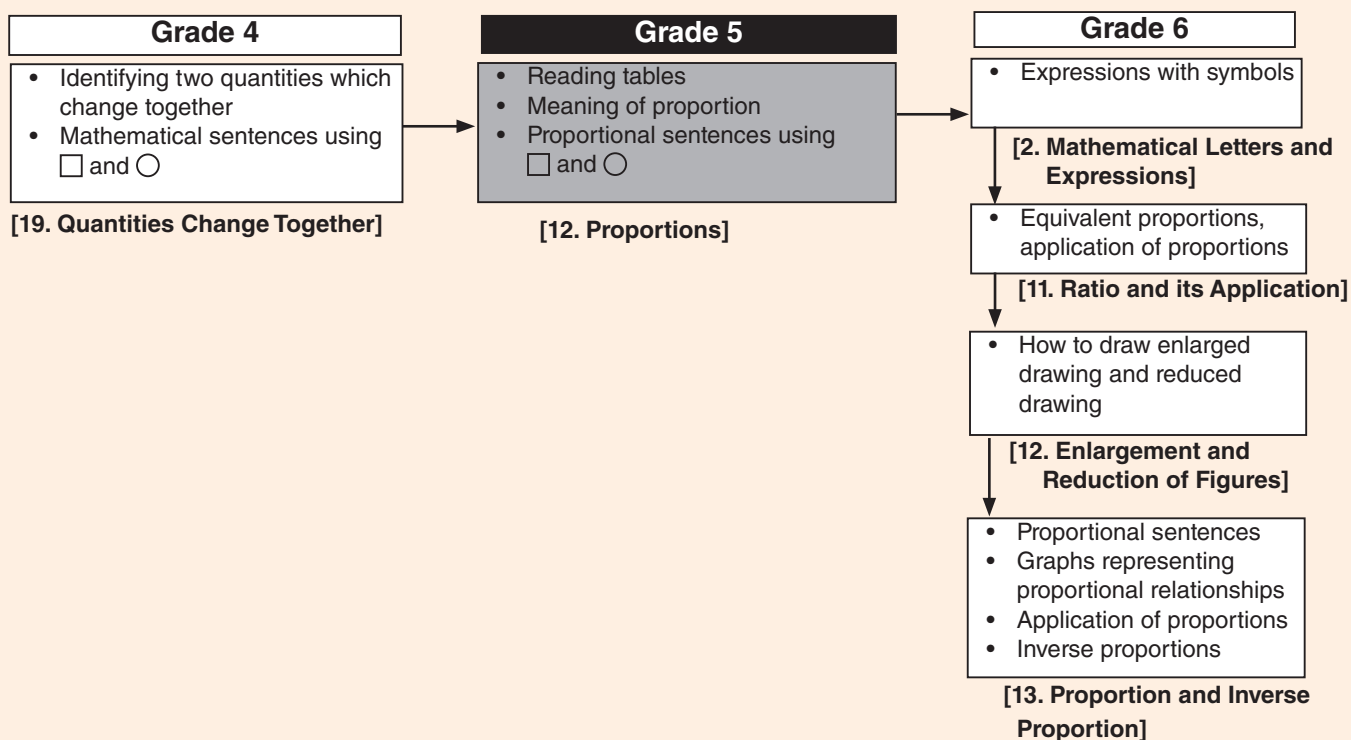 Grade 4
• Identifying two quantities which
change together
• Mathematical sentences using
□ and ○
[19. Quantities Change Together]
Grade 5
• Reading tables
• Meaning of proportion
• Proportional sentences using
□ and ○
[12. Proportions]
Grade 6
• Expressions with symbols
[2. Mathematical Letters and
Expressions]
• Equivalent proportions,
application of proportions
[11. Ratio and its Application]
• How to draw enlarged
drawing and reduced
drawing
[12. Enlargement and
Reduction of Figures]
• Proportional sentences
• Graphs representing
proportional relationships
• Application of proportions
• Inverse proportions
[13. Proportion and Inverse
Proportion]